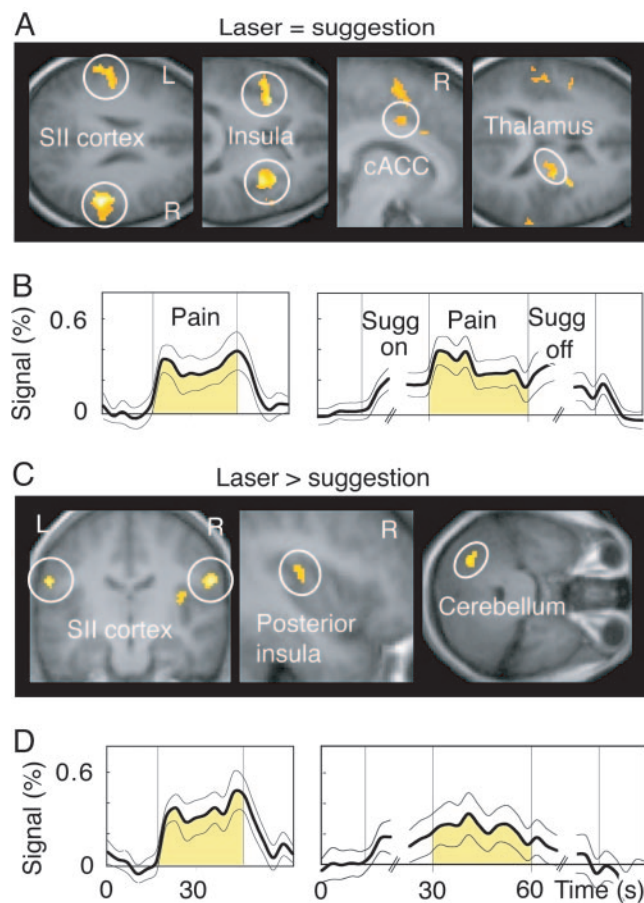 A
Laser = suggestion
L
R
SII cortex
Insula
cACC
Thalamus
R
B
Signal (%)
0.6
0
Pain
Sugg
on
Pain
Sugg
off
C
Laser > suggestion
L
R
R
SII cortex
Posterior
insula
Cerebellum
D
Signal (%)
0.6
0
0
30
0
30
60
Time (s)